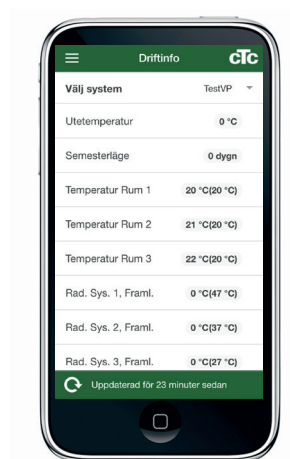 Driftinfo CTC
Välj system TestVP
Utetemperatur 0 °C
Semesterläge 0 dygn
Temperatur Rum 1 20 °C(20 °C)
Temperatur Rum 2 21 °C(20 °C)
Temperatur Rum 3 22 °C(20 °C)
Rad. Sys. 1, Framl. 0 °C(47 °C)
Rad. Sys. 2, Framl. 0 °C(37 °C)
Rad. Sys. 3, Framl. 0 °C(27 °C)
Uppdaterad för 23 minuter sedan